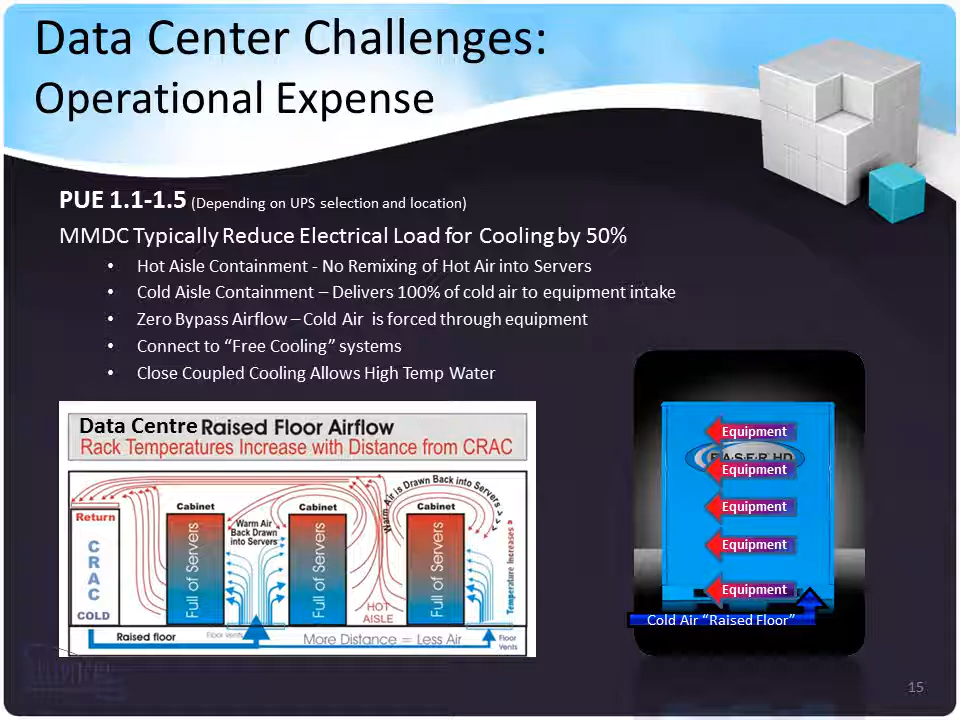 Data Center Challenges:
Operational Expense
PUE 1.1-1.5 (Depending on UPS selection and location)
MMDC Typically Reduce Electrical Load for Cooling by 50%
• Hot Aisle Containment - No Remixing of Hot Air into Servers
• Cold Aisle Containment – Delivers 100% of cold air to equipment intake
• Zero Bypass Airflow – Cold Air is forced through equipment
• Connect to “Free Cooling” systems
• Close Coupled Cooling Allows High Temp Water
Data Centre Raised Floor Airflow
Rack Temperatures Increase with Distance from CRAC
Return
CRAC
COLD
Cabinet
Full of Servers
Warm Air
Back Drawn
into Servers
Cabinet
Full of Servers
HOT
AISLE
Warm Air is Drawn Back into Servers
Cabinet
Full of Servers
Temperature Increases
Raised floor
Floor Vents
More Distance = Less Air
Floor
Vents
Equipment
Equipment
Equipment
Equipment
Equipment
Cold Air “Raised Floor”
15